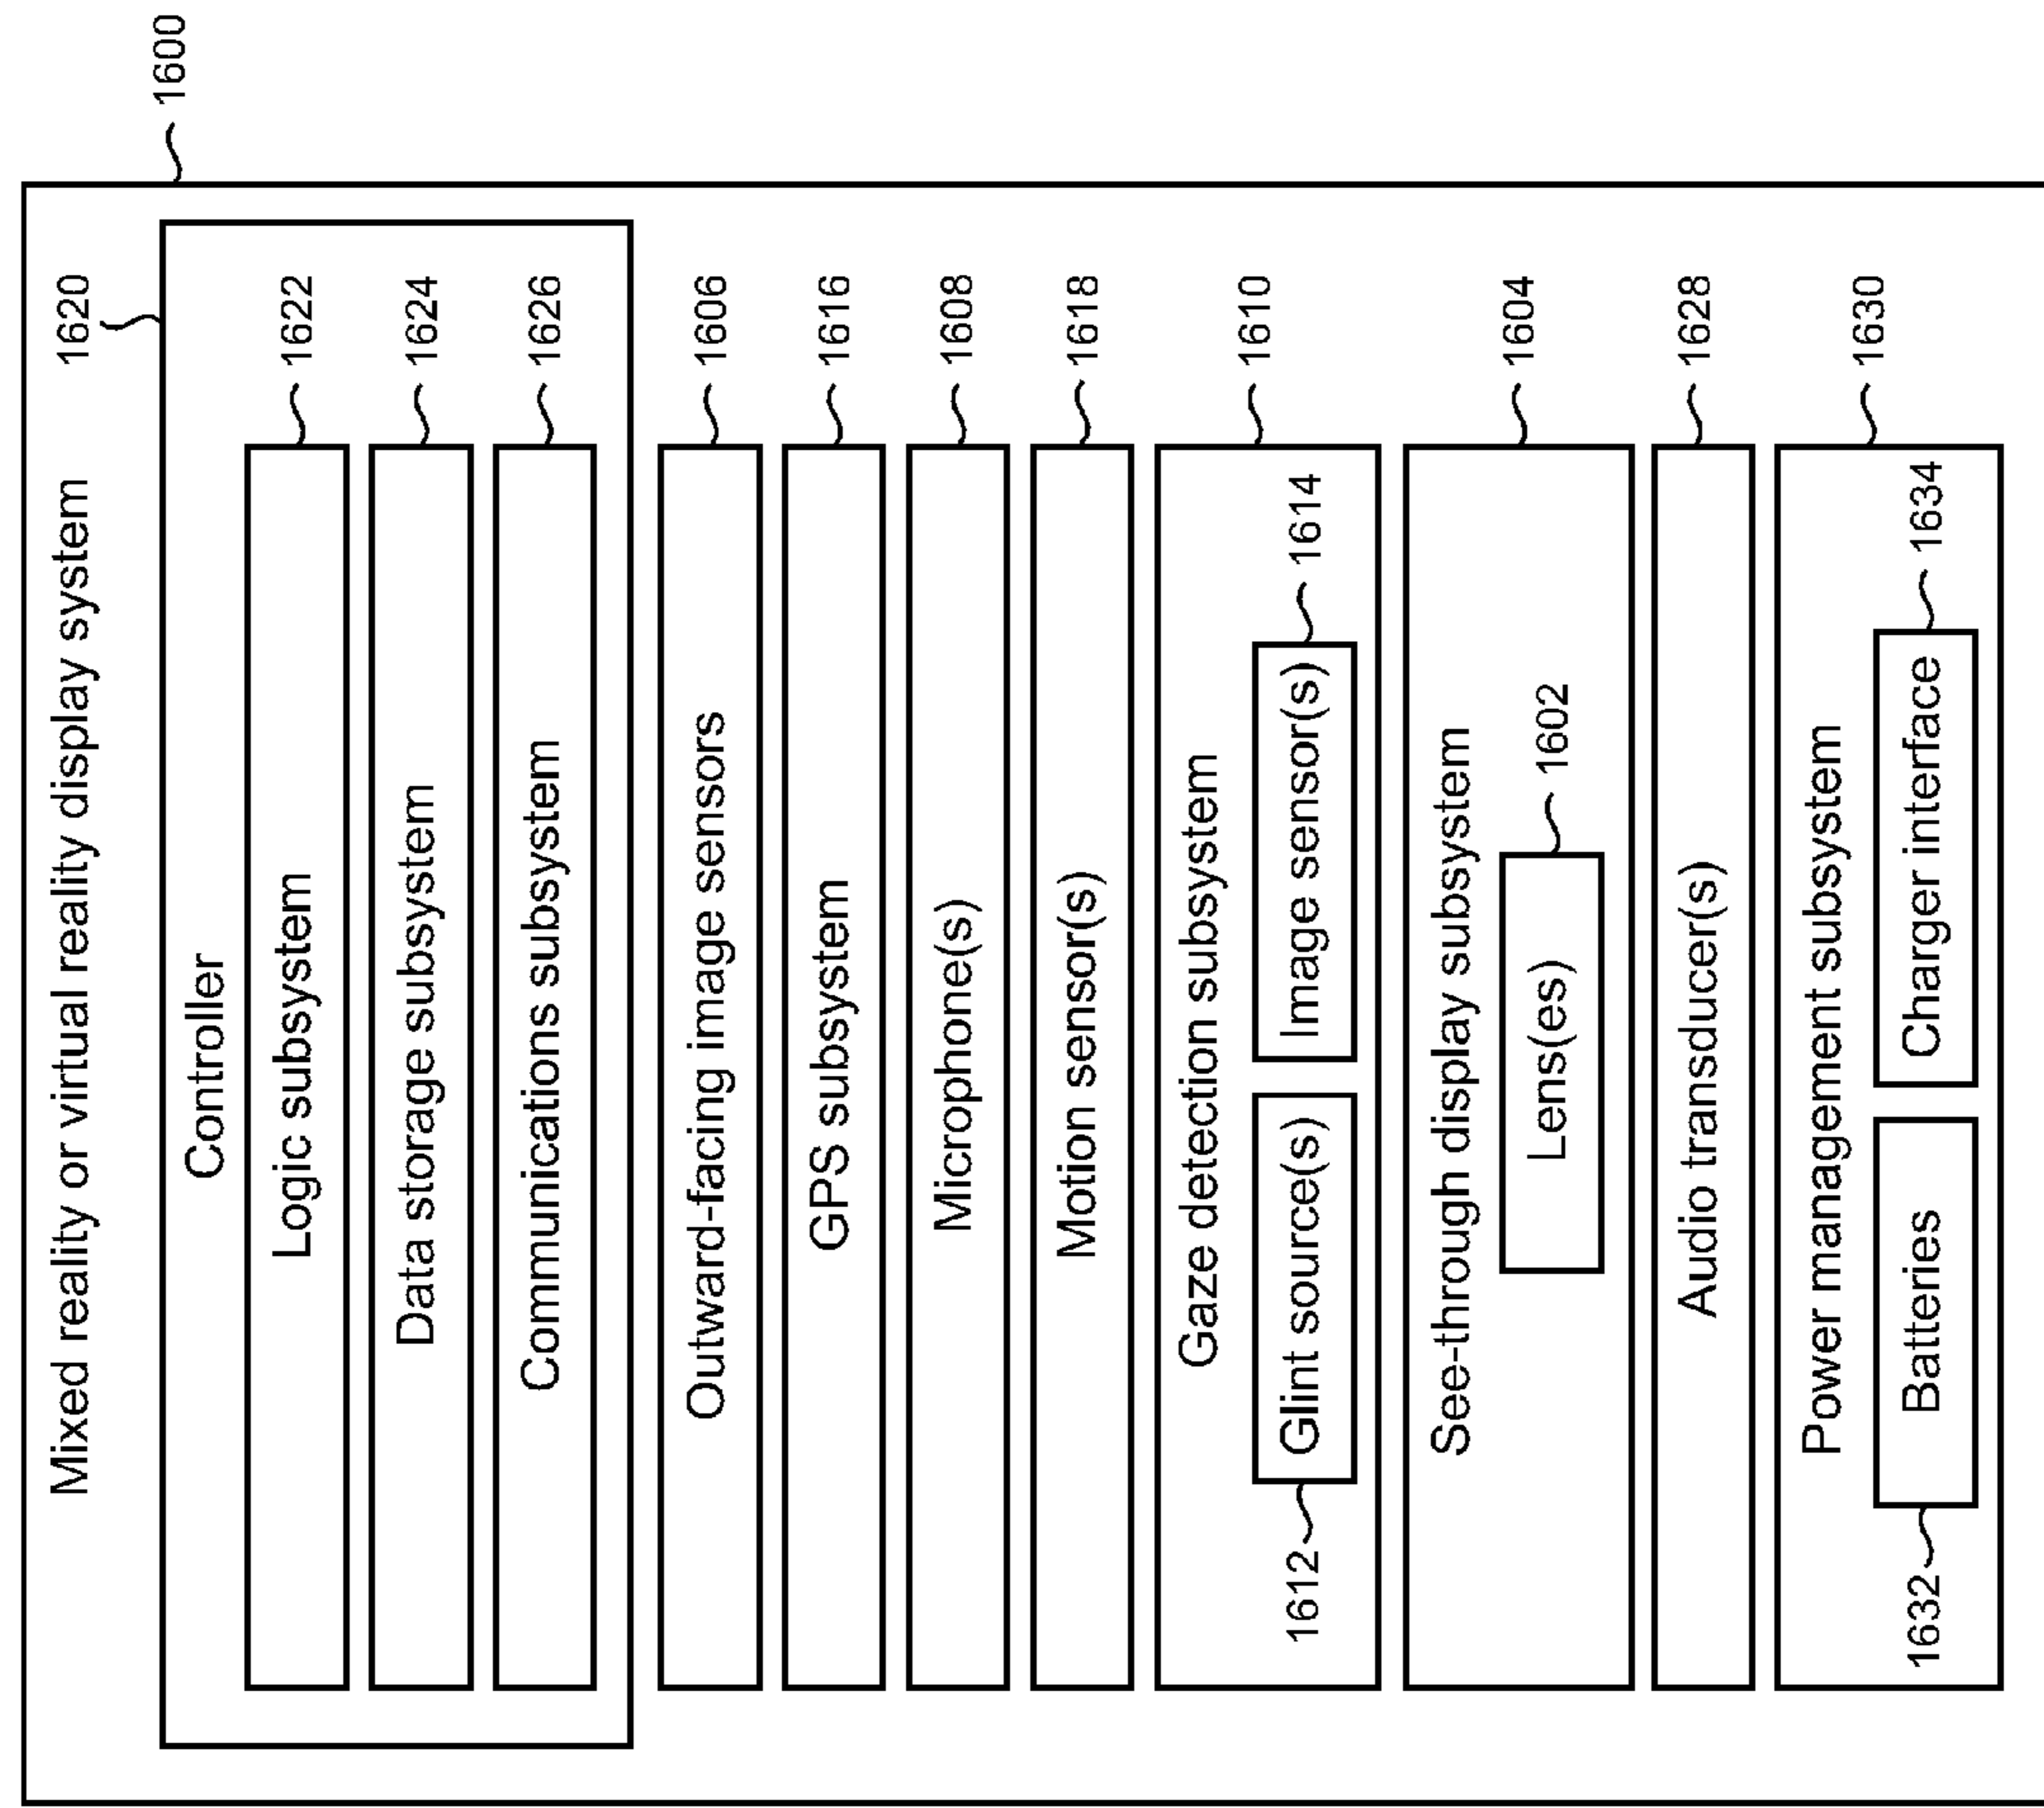 1600
Mixed reality or virtual reality display system 1620
Controller
Logic subsystem 1622
Data storage subsystem 1624
Communications subsystem 1626
Outward-facing image sensors 1606
GPS subsystem 1616
Microphone(s) 1608
Motion sensor(s) 1618
Gaze detection subsystem 1610
1612 Glint source(s) Image sensor(s) 1614
See-through display subsystem 1604
Lens(es) 1602
Audio transducer(s) 1628
Power management subsystem 1630
1632 Batteries Charger interface 1634